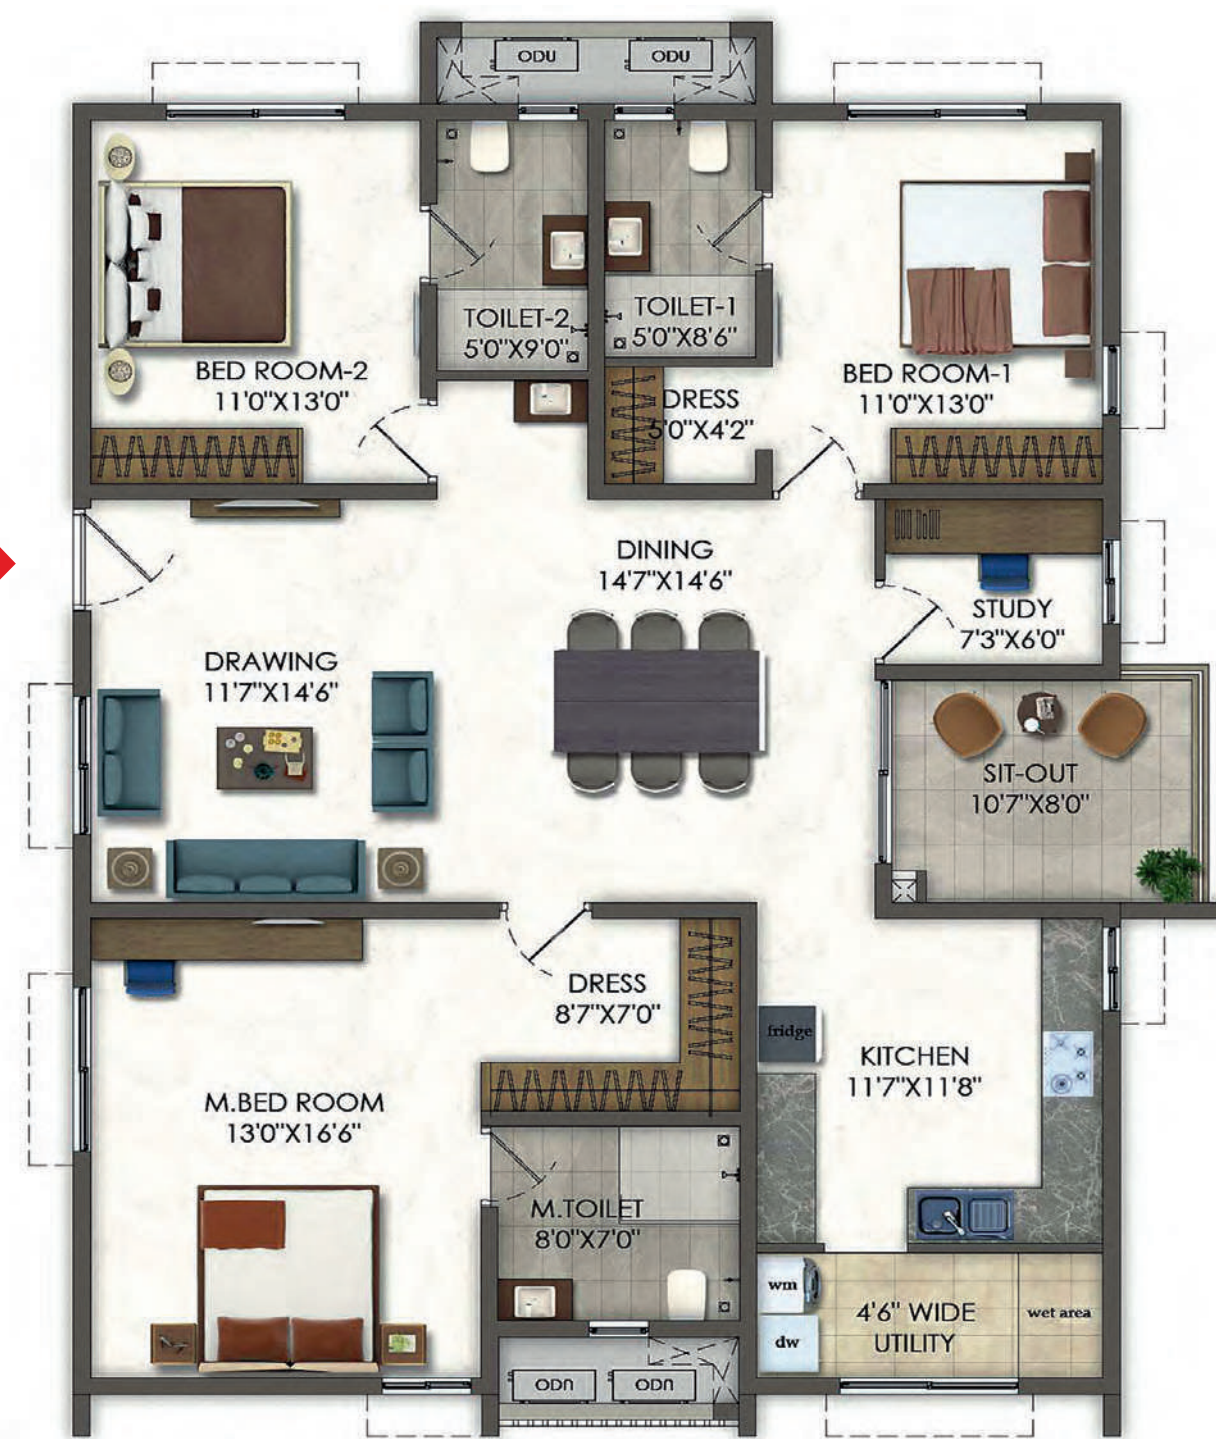 ODU
ODU
TOILET-2
5'0"X9'0"
TOILET-1
5'0"X8'6"
BED ROOM-2
11'0"X13'0"
DRESS
5'0"X4'2"
BED ROOM-1
11'0"X13'0"
DINING
14'7"X14'6"
STUDY
7'3"X6'0"
DRAWING
11'7"X14'6"
SIT-OUT
10'7"X8'0"
DRESS
8'7"X7'0"
fridge
KITCHEN
11'7"X11'8"
M.BED ROOM
13'0"X16'6"
M.TOILET
8'0"X7'0"
wm
dw
4'6" WIDE
UTILITY
wet area
ODU
ODU